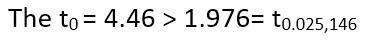 The t₀ = 4.46 > 1.976= t₀.₀₂₅,₁₄₆